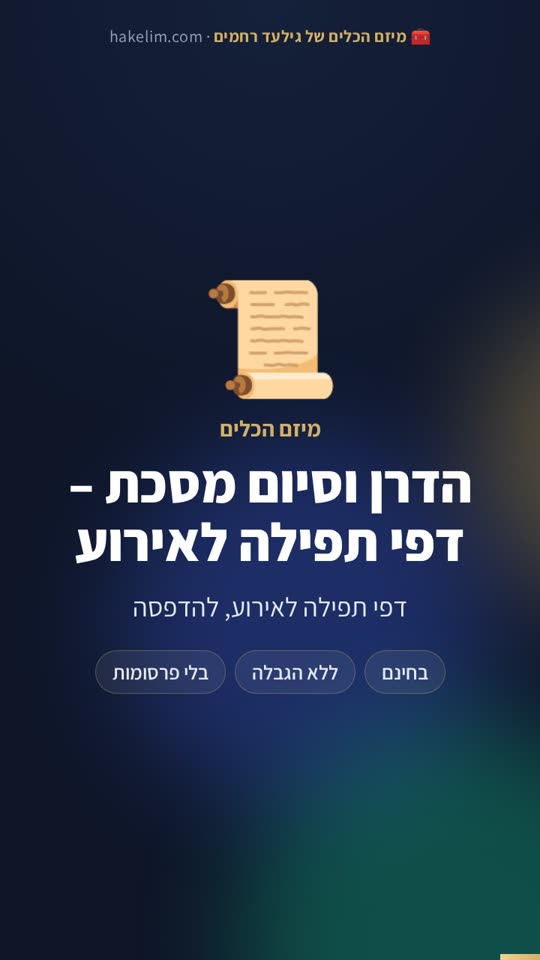 🧰 מיזם הכלים של גילעד רחמים · hakelim.com
מיזם הכלים
הדרן וסיום מסכת –
דפי תפילה לאירוע
דפי תפילה לאירוע, להדפסה
בחינם
ללא הגבלה
בלי פרסומות